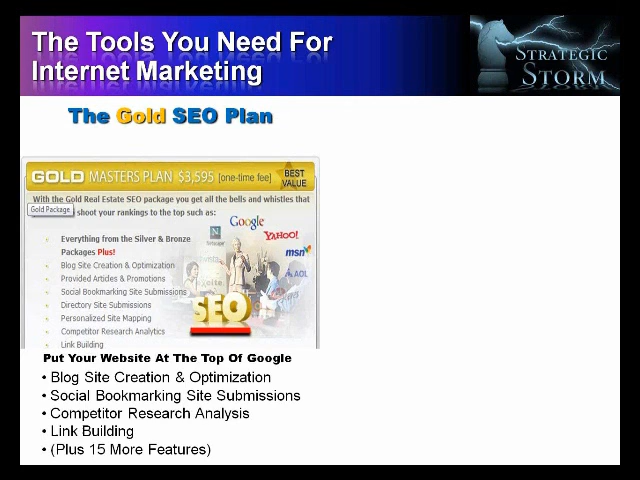 The Tools You Need For
Internet Marketing
STRATEGIC
STORM
The Gold SEO Plan
GOLD MASTERS PLAN $3,595 [one-time fee]
BEST
VALUE
With the Gold Real Estate SEO package you get all the bells and whistles that
Gold Package
shoot your rankings to the top such as:
Everything from the Silver & Bronze
Packages Plus!
Blog Site Creation & Optimization
Provided Articles & Promotions
Social Bookmarking Site Submissions
Directory Site Submissions
Personalized Site Mapping
Competitor Research Analytics
Link Building
N
Netscape
Google
YAHOO!
msn
AOL
excite
SEO
Put Your Website At The Top Of Google
• Blog Site Creation & Optimization
• Social Bookmarking Site Submissions
• Competitor Research Analysis
• Link Building
• (Plus 15 More Features)